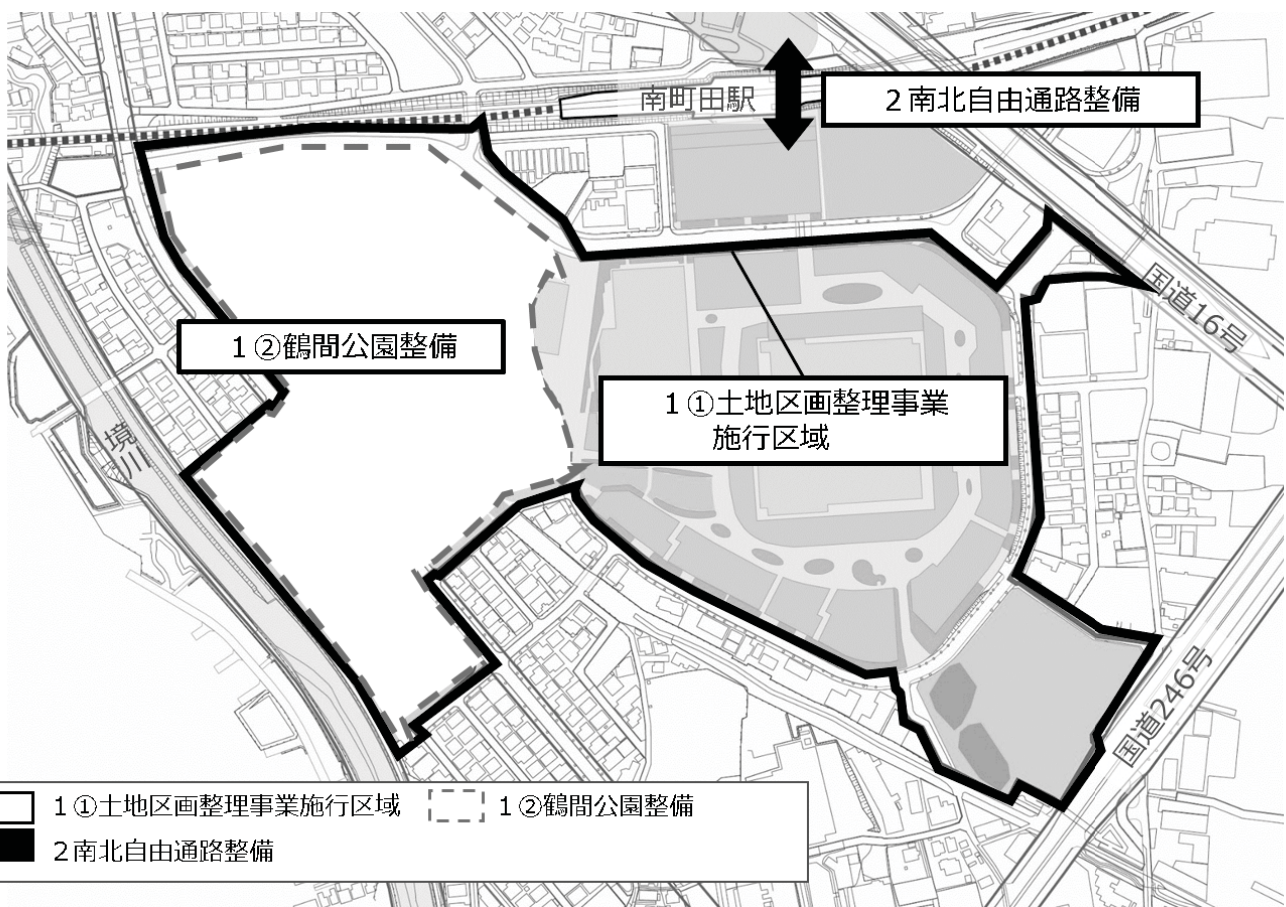 南町田駅
2南北自由通路整備
国道16号
1②鶴間公園整備
1①土地区画整理事業
施行区域
境川
国道246号
1①土地区画整理事業施行区域
1②鶴間公園整備
2南北自由通路整備